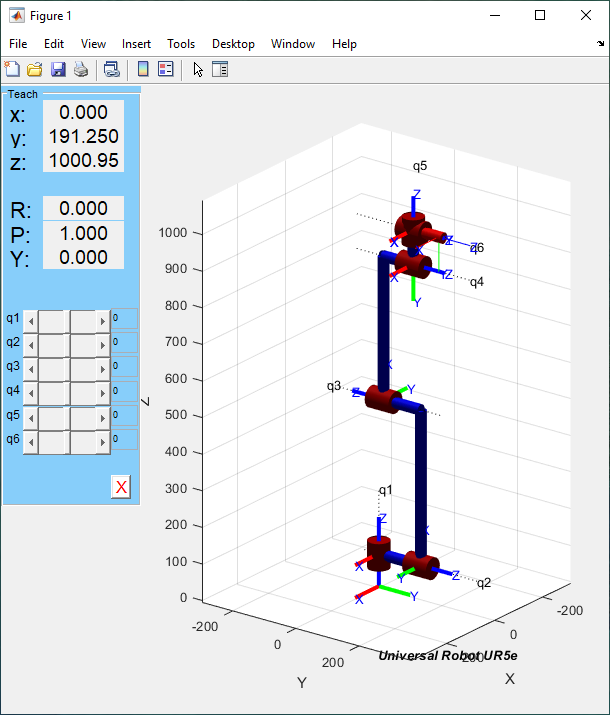 Figure 1
File Edit View Insert Tools Desktop Window Help
Teach
x: 0.000
y: 191.250
z: 1000.95
R: 0.000
P: 1.000
Y: 0.000
q1 0
q2 0
q3 0
q4 0
q5 0
q6 0
X
Z
1000
900
800
700
600
500
400
300
200
100
0
q5
Z
X
X
Z
Z
q6
X
Z
q4
Y
X
q3
Z
Y
q1
Z
X
X
Y
Z
q2
X
Y
-200
0
200
Y
-200
0
200
X
Universal Robot UR5e